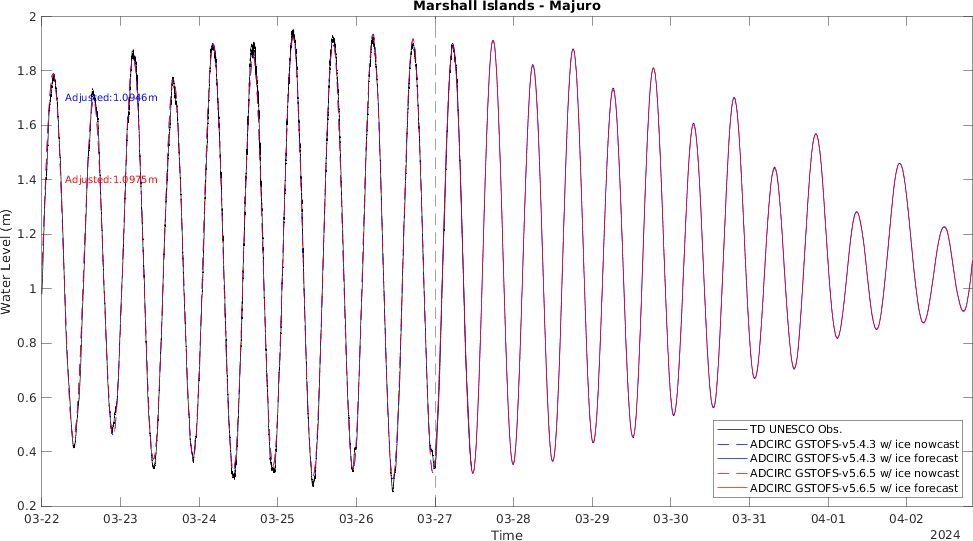 Marshall Islands - Majuro
2
1.8
1.6
1.4
1.2
1
0.8
0.6
0.4
0.2
Water Level (m)
Adjusted:1.0946m
Adjusted:1.0975m
TD UNESCO Obs.
ADCIRC GSTOFS-v5.4.3 w/ ice nowcast
ADCIRC GSTOFS-v5.4.3 w/ ice forecast
ADCIRC GSTOFS-v5.6.5 w/ ice nowcast
ADCIRC GSTOFS-v5.6.5 w/ ice forecast
03-22 03-23 03-24 03-25 03-26 03-27 03-28 03-29 03-30 03-31 04-01 04-02
Time
2024